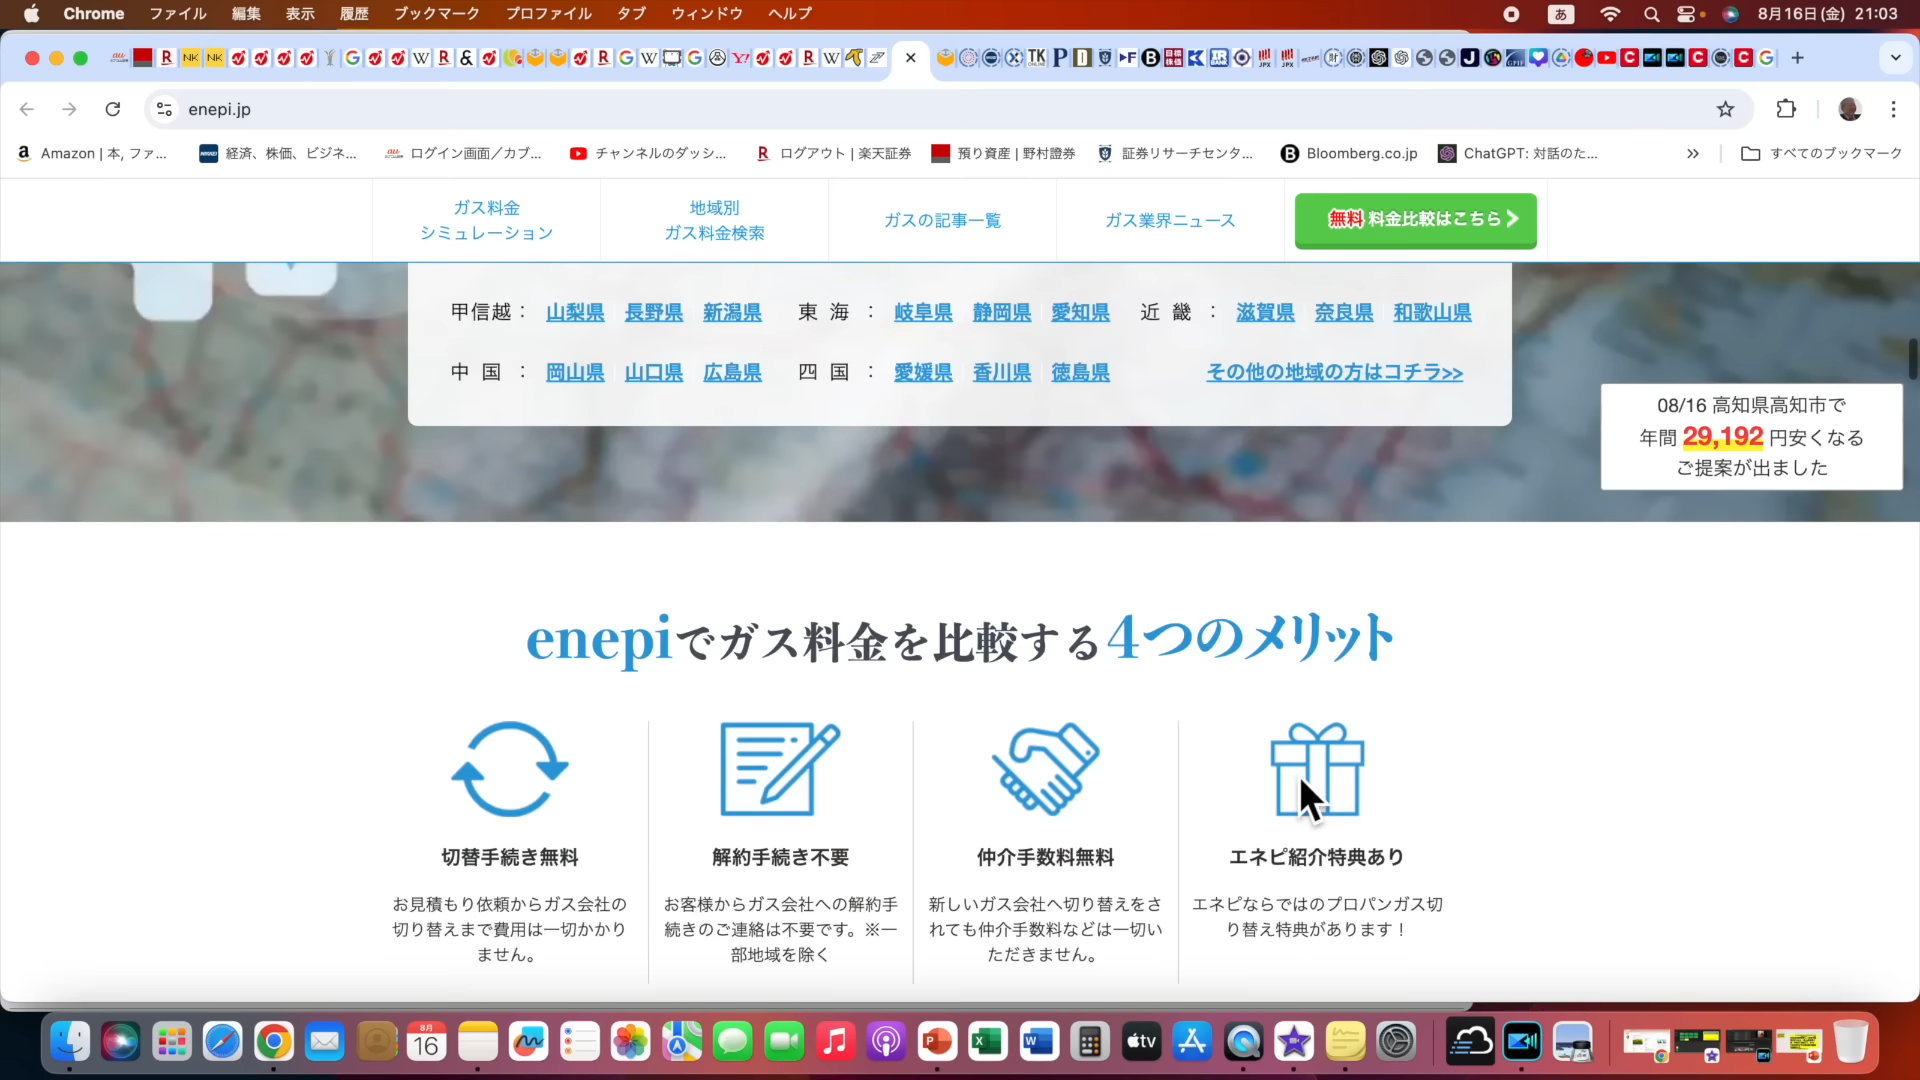 Chrome ファイル 編集 表示 履歴 ブックマーク プロファイル タブ ウィンドウ ヘルプ
あ 8月16日(金) 21:03
enepi.jp
Amazon | 本, ファ... 経済、株価、ビジネ... ログイン画面／カブ... チャンネルのダッシ... ログアウト | 楽天証券 預り資産 | 野村證券 証券リサーチセンタ... Bloomberg.co.jp ChatGPT: 対話のた... » すべてのブックマーク
ガス料金
シミュレーション
地域別
ガス料金検索
ガスの記事一覧
ガス業界ニュース
無料 料金比較はこちら
甲信越： 山梨県 長野県 新潟県 東 海 ： 岐阜県 静岡県 愛知県 近 畿 ： 滋賀県 奈良県 和歌山県
中 国 ： 岡山県 山口県 広島県 四 国 ： 愛媛県 香川県 徳島県 その他の地域の方はコチラ>>
08/16 高知県高知市で
年間 29,192 円安くなる
ご提案が出ました
enepiでガス料金を比較する4つのメリット
切替手続き無料
お見積もり依頼からガス会社の
切り替えまで費用は一切かかり
ません。
解約手続き不要
お客様からガス会社への解約手
続きのご連絡は不要です。※一
部地域を除く
仲介手数料無料
新しいガス会社へ切り替えをさ
れても仲介手数料などは一切い
ただきません。
エネピ紹介特典あり
エネピならではのプロパンガス切
り替え特典があります！
8月
16
tv